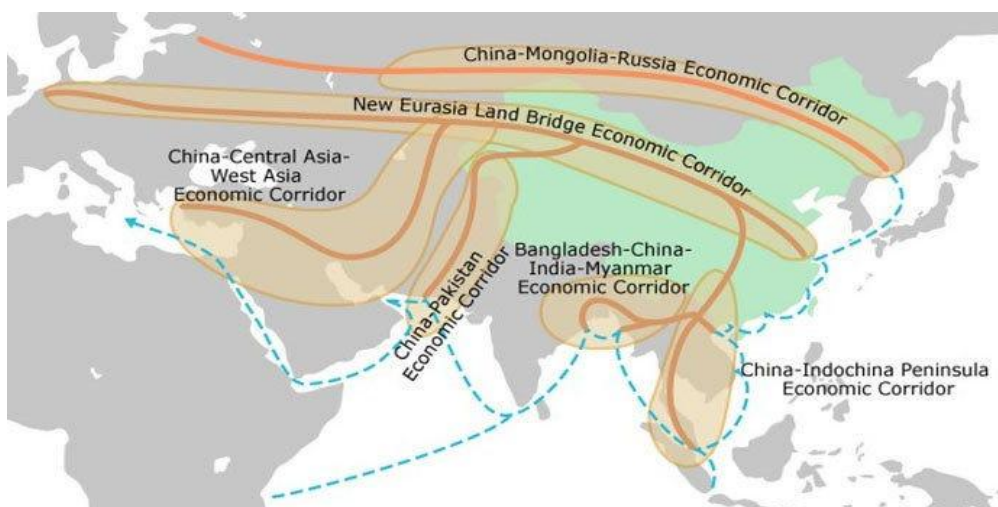 China-Mongolia-Russia Economic Corridor
New Eurasia Land Bridge Economic Corridor
China-Central Asia-
West Asia
Economic Corridor
China-Pakistan
Economic Corridor
Bangladesh-China-
India-Myanmar
Economic Corridor
China-Indochina Peninsula
Economic Corridor